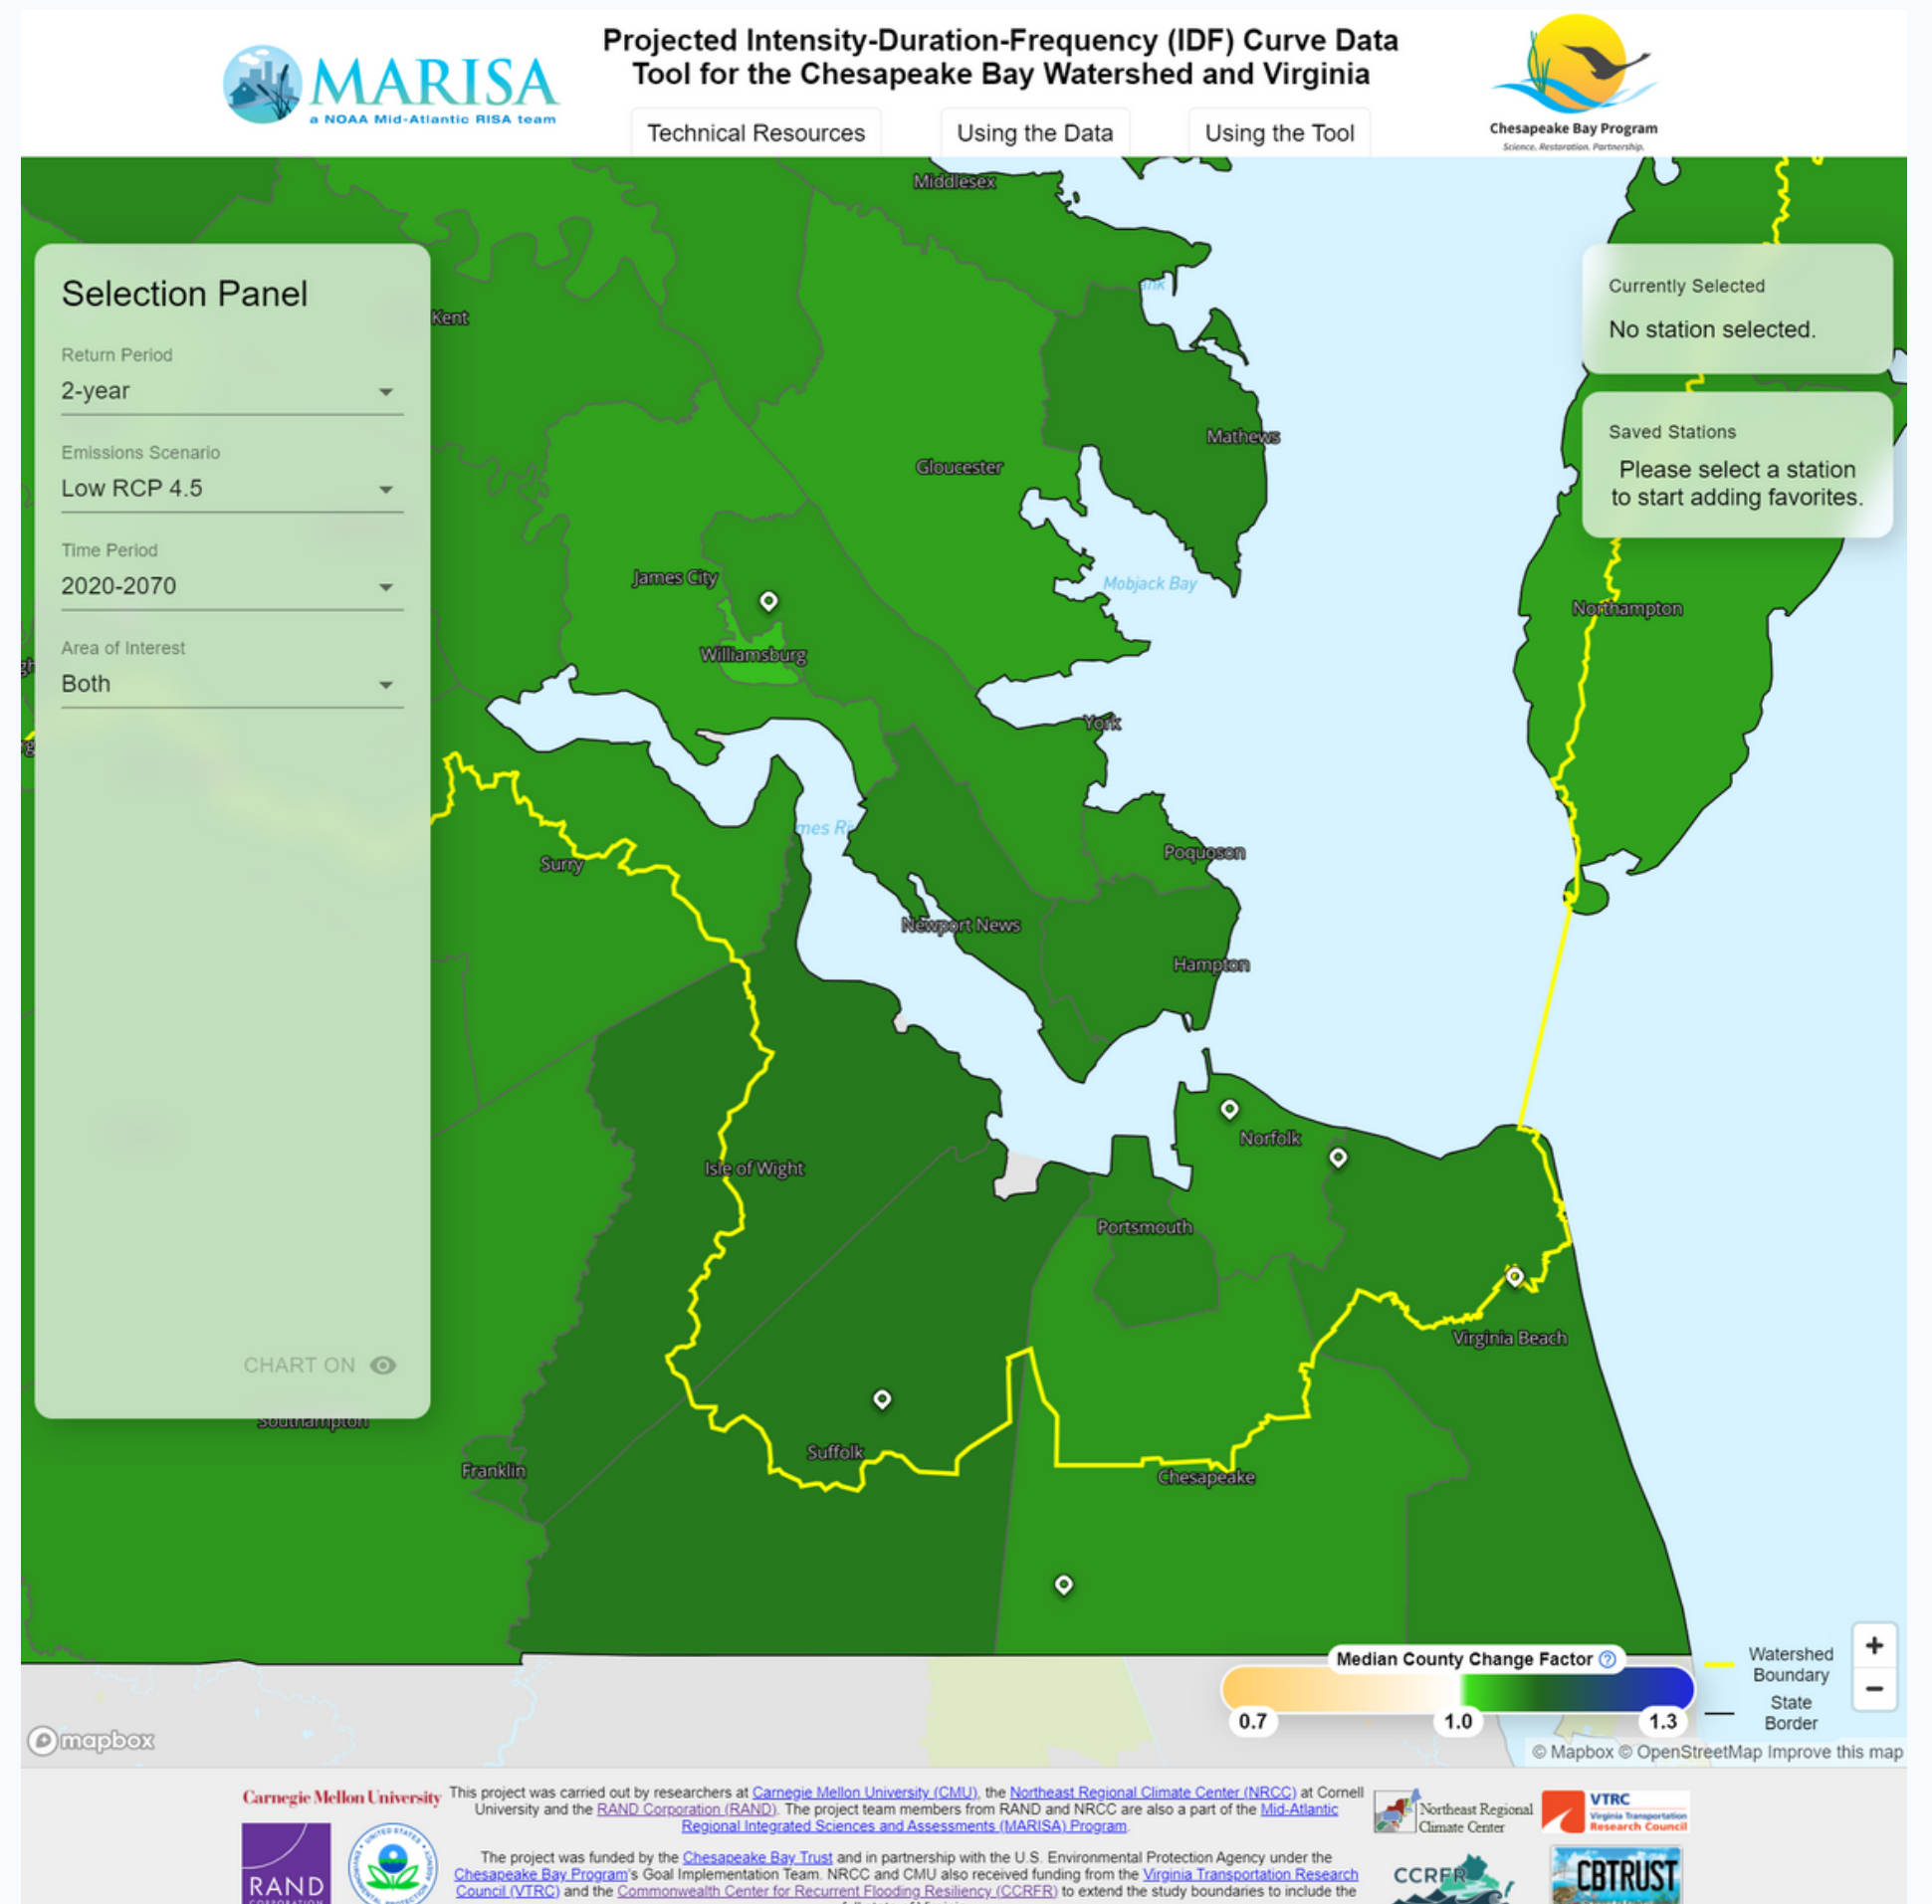 MARISA
a NOAA Mid-Atlantic RISA team
Projected Intensity-Duration-Frequency (IDF) Curve Data
Tool for the Chesapeake Bay Watershed and Virginia
Technical Resources
Using the Data
Using the Tool
Chesapeake Bay Program
Science. Restoration. Partnership.
Selection Panel
Return Period
2-year
Emissions Scenario
Low RCP 4.5
Time Period
2020-2070
Area of Interest
Both
CHART ON
Currently Selected
No station selected.
Saved Stations
Please select a station
to start adding favorites.
Middlesex
Kent
Mathews
Gloucester
James City
Mobjack Bay
Northampton
Williamsburg
York
mes Ri
Poquoson
Surry
Newport News
Hampton
Norfolk
Isle of Wight
Portsmouth
Virginia Beach
Southampton
Suffolk
Franklin
Chesapeake
Median County Change Factor ?
0.7
1.0
1.3
Watershed
Boundary
State
Border
+
−
mapbox
© Mapbox © OpenStreetMap Improve this map
Carnegie Mellon University
RAND
CORPORATION
UNITED STATES
This project was carried out by researchers at Carnegie Mellon University (CMU), the Northeast Regional Climate Center (NRCC) at Cornell
University and the RAND Corporation (RAND). The project team members from RAND and NRCC are also a part of the Mid-Atlantic
Regional Integrated Sciences and Assessments (MARISA) Program.
The project was funded by the Chesapeake Bay Trust and in partnership with the U.S. Environmental Protection Agency under the
Chesapeake Bay Program's Goal Implementation Team. NRCC and CMU also received funding from the Virginia Transportation Research
Council (VTRC) and the Commonwealth Center for Recurrent Flooding Resiliency (CCRFR) to extend the study boundaries to include the
Northeast Regional
Climate Center
VTRC
Virginia Transportation
Research Council
CCRFR
CBTRUST